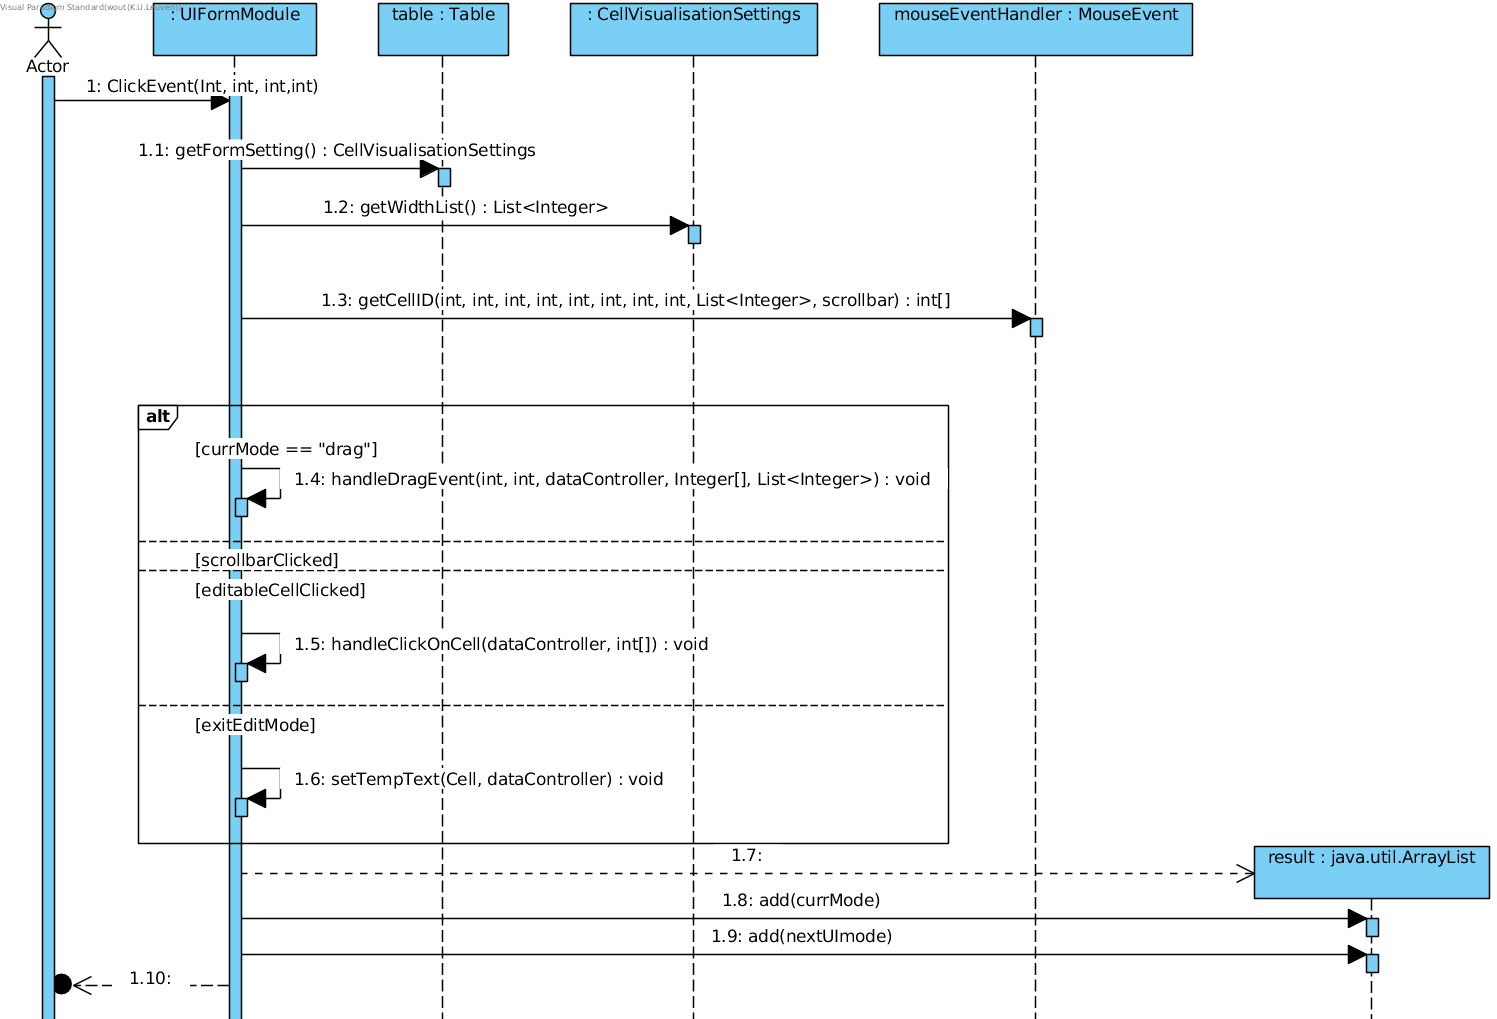 Visual Paradigm Standard(wout(K.U.Leuven))
: UIFormModule
table : Table
: CellVisualisationSettings
mouseEventHandler : MouseEvent
Actor
1: ClickEvent(Int, int, int,int)
1.1: getFormSetting() : CellVisualisationSettings
1.2: getWidthList() : List<Integer>
1.3: getCellID(int, int, int, int, int, int, int, int, List<Integer>, scrollbar) : int[]
alt
[currMode == "drag"]
1.4: handleDragEvent(int, int, dataController, Integer[], List<Integer>) : void
[scrollbarClicked]
[editableCellClicked]
1.5: handleClickOnCell(dataController, int[]) : void
[exitEditMode]
1.6: setTempText(Cell, dataController) : void
1.7:
result : java.util.ArrayList
1.8: add(currMode)
1.9: add(nextUImode)
1.10: